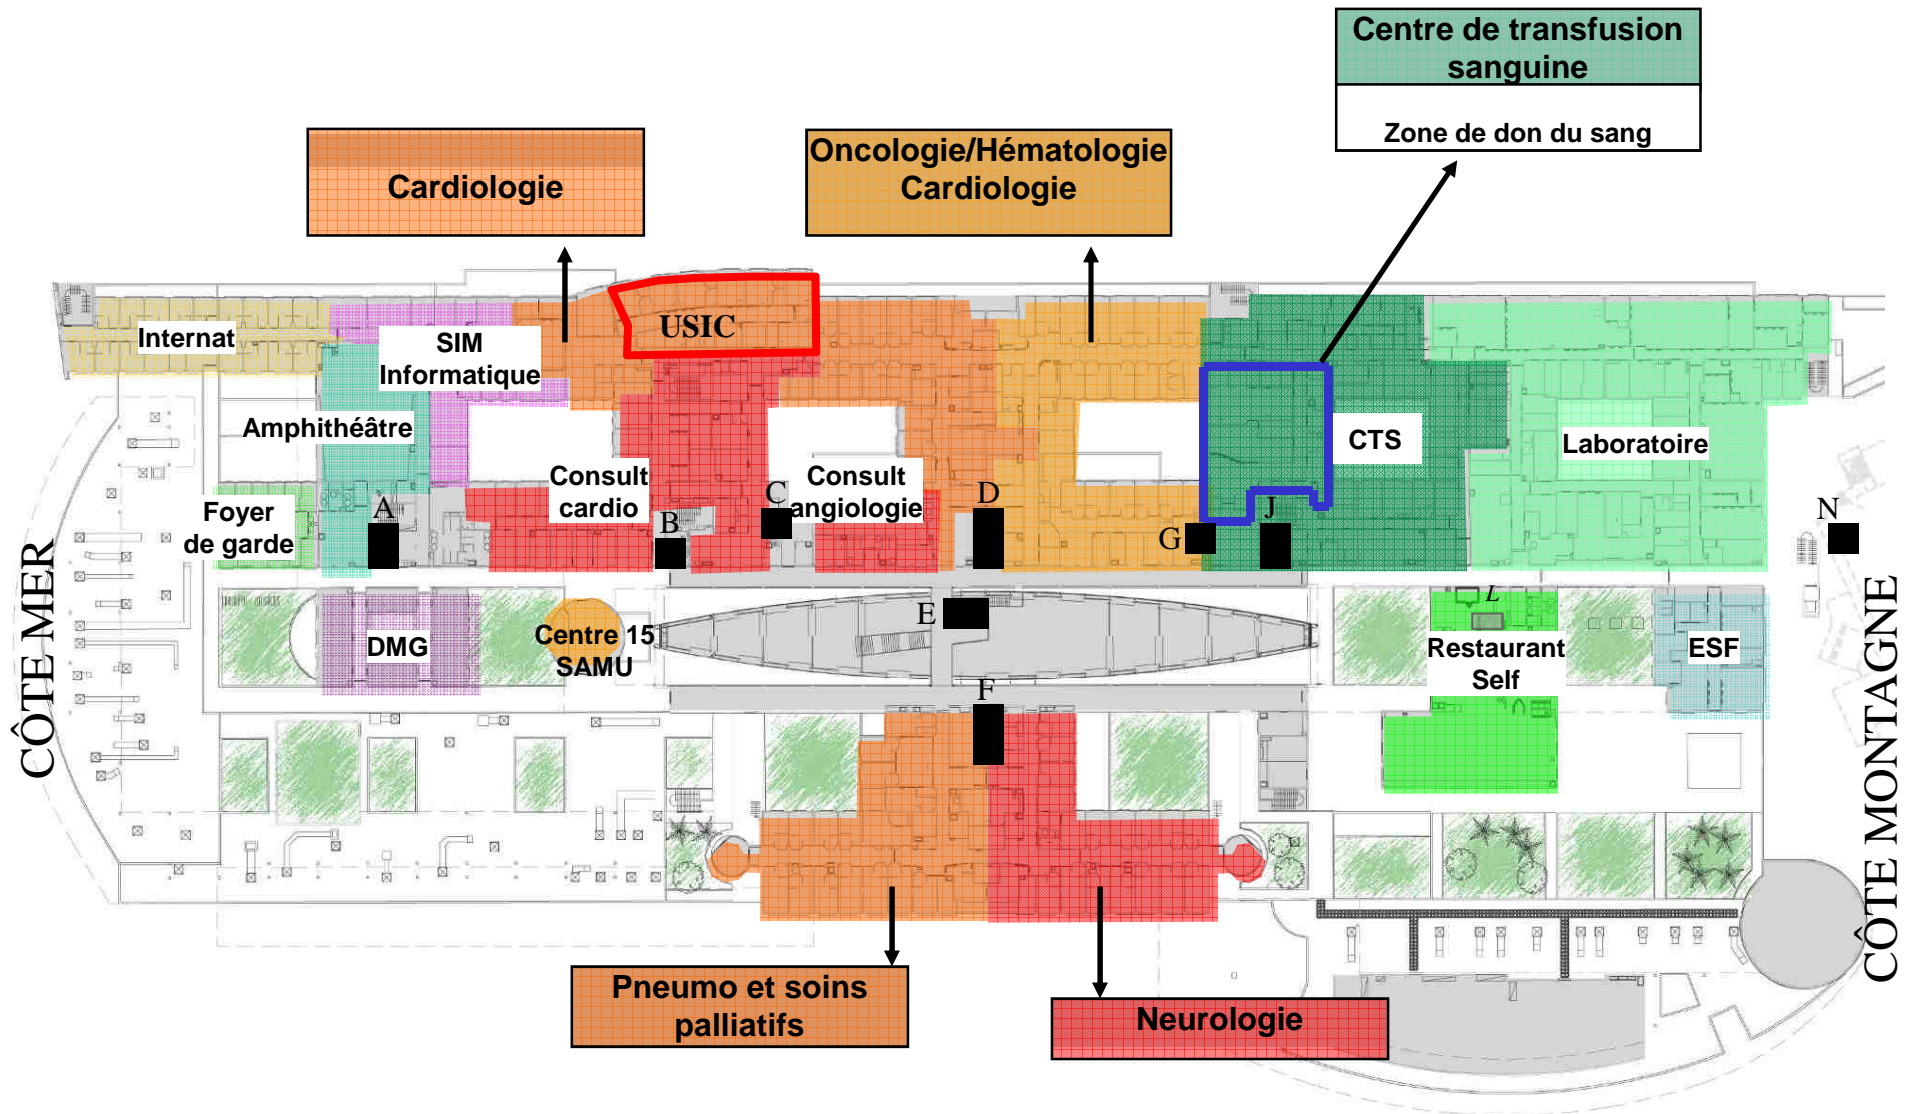 Centre de transfusion
sanguine
Zone de don du sang
Oncologie/Hématologie
Cardiologie
Cardiologie
USIC
Internat
SIM
Informatique
Amphithéâtre
CTS
Laboratoire
Consult
cardio
Consult
angiologie
Foyer
de garde
A
B
C
D
G
J
N
E
L
DMG
Centre 15
SAMU
Restaurant
Self
ESF
F
CÔTE MER
CÔTE MONTAGNE
Pneumo et soins
palliatifs
Neurologie